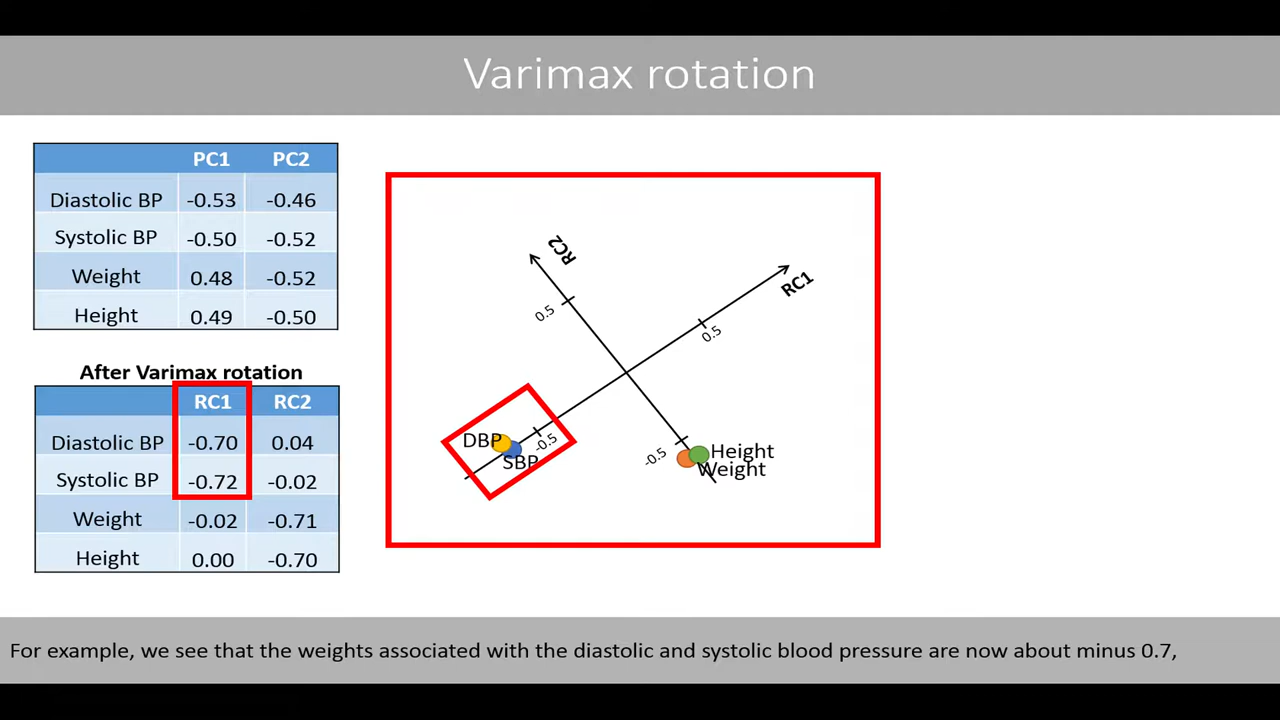 Varimax rotation
PC1 PC2
Diastolic BP -0.53 -0.46
Systolic BP -0.50 -0.52
Weight 0.48 -0.52
Height 0.49 -0.50
After Varimax rotation
RC1 RC2
Diastolic BP -0.70 0.04
Systolic BP -0.72 -0.02
Weight -0.02 -0.71
Height 0.00 -0.70
RC2
RC1
0.5
0.5
DBP
-0.5
SBP
-0.5
Height
Weight
For example, we see that the weights associated with the diastolic and systolic blood pressure are now about minus 0.7,